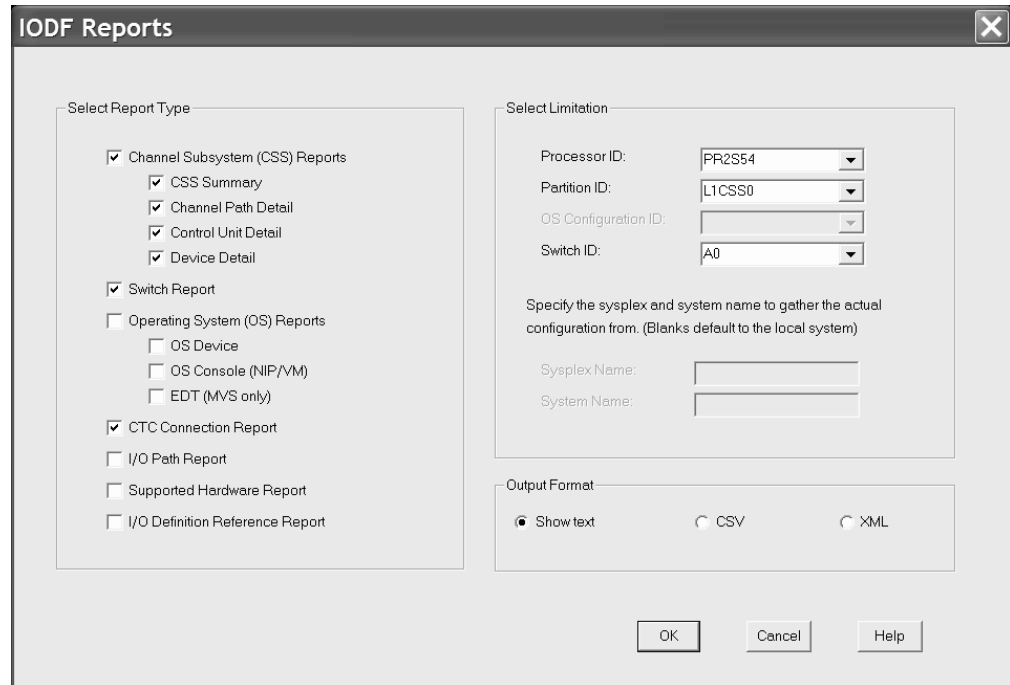 IODF Reports
Select Report Type
Channel Subsystem (CSS) Reports
CSS Summary
Channel Path Detail
Control Unit Detail
Device Detail
Switch Report
Operating System (OS) Reports
OS Device
OS Console (NIP/VM)
EDT (MVS only)
CTC Connection Report
I/O Path Report
Supported Hardware Report
I/O Definition Reference Report
Select Limitation
Processor ID: PR2S54
Partition ID: L1CSS0
OS Configuration ID:
Switch ID: A0
Specify the sysplex and system name to gather the actual
configuration from. (Blanks default to the local system)
Sysplex Name:
System Name:
Output Format
Show text CSV XML
OK Cancel Help